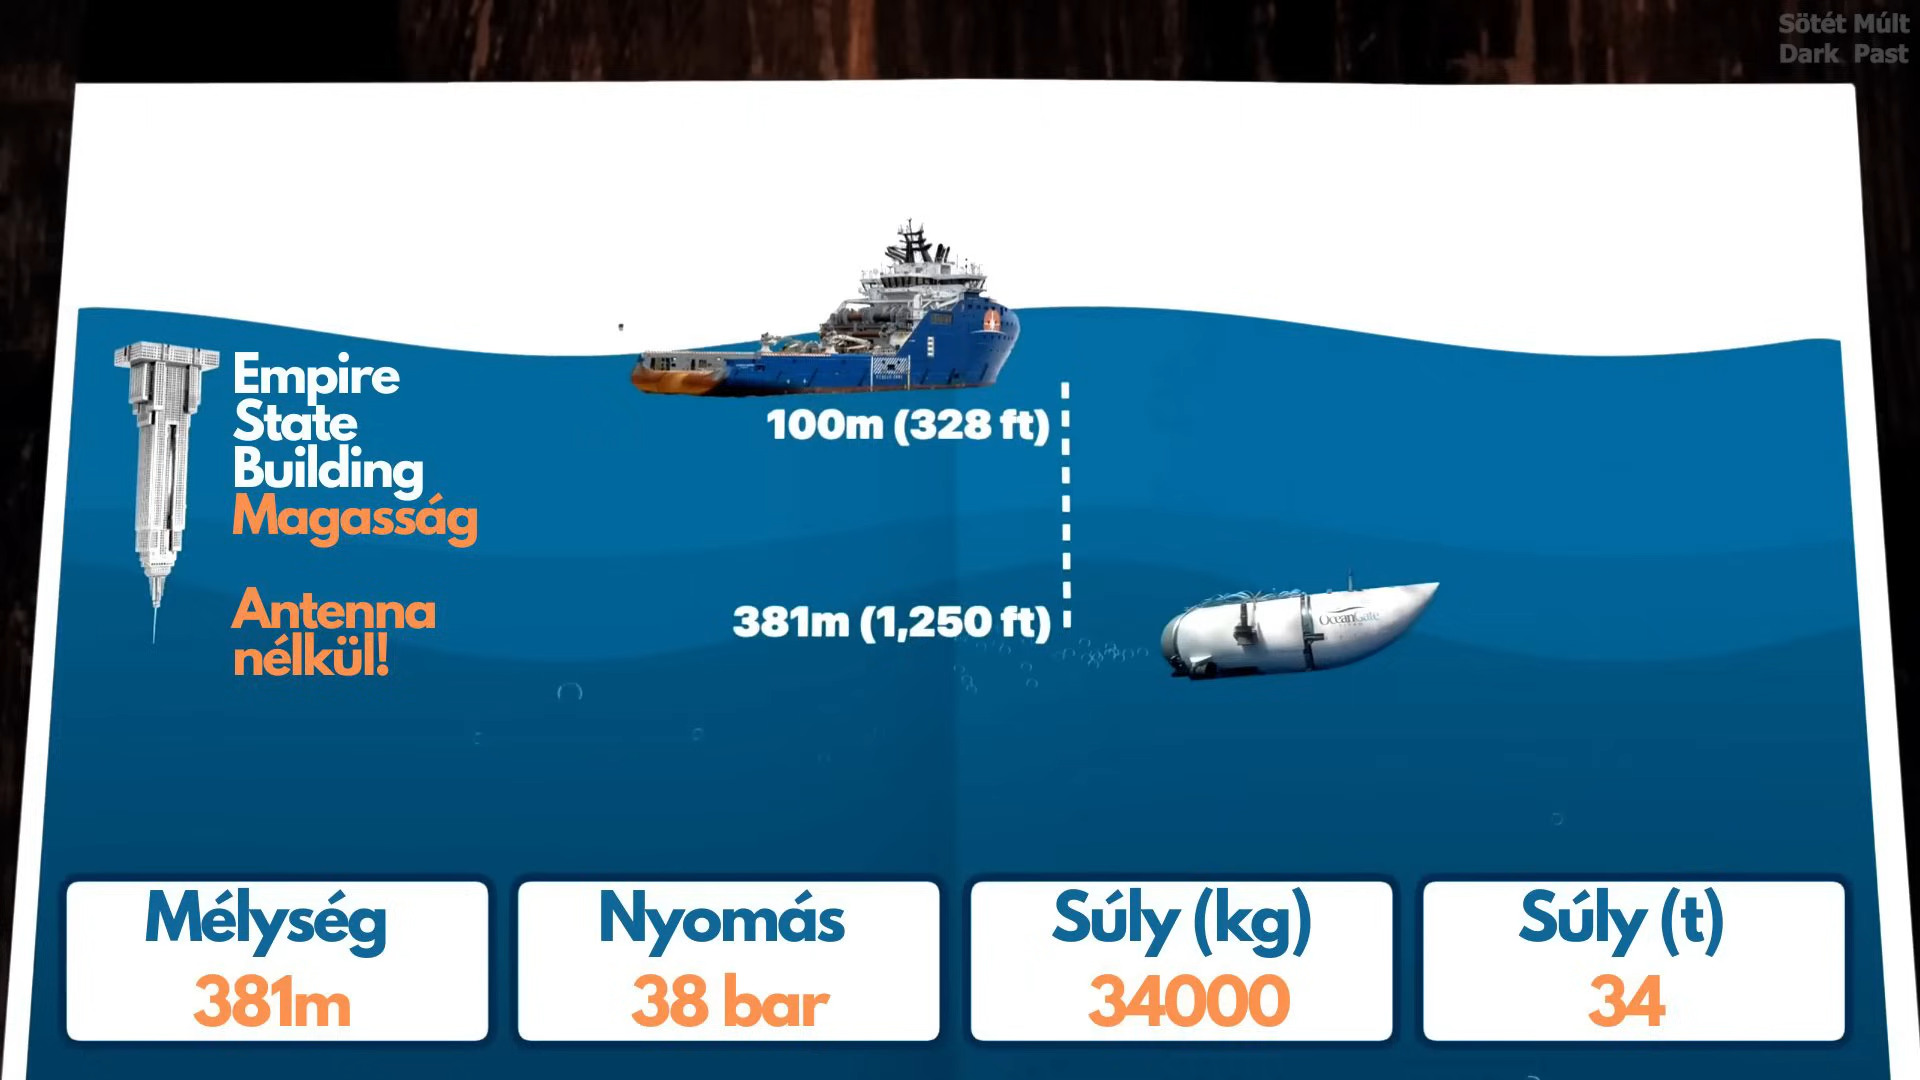 Sötét Múlt
Dark Past
Empire
State
Building
Magasság
Antenna
nélkül!
100m (328 ft)
381m (1,250 ft)
OceanGate
Mélység
381m
Nyomás
38 bar
Súly (kg)
34000
Súly (t)
34